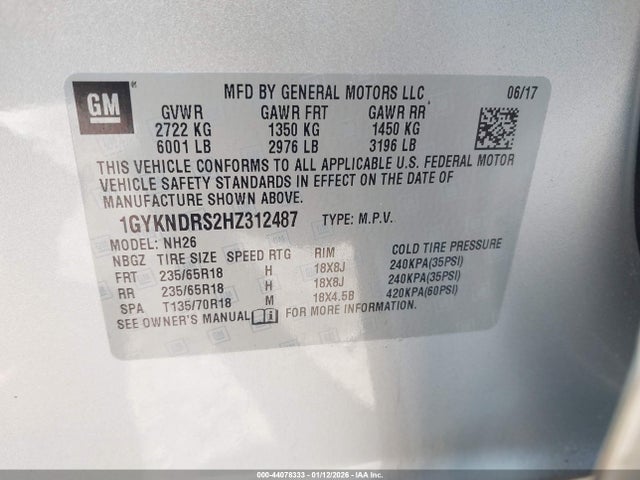 GM
MFD BY GENERAL MOTORS LLC 06/17
GVWR GAWR FRT GAWR RR
2722 KG 1350 KG 1450 KG
6001 LB 2976 LB 3196 LB
THIS VEHICLE CONFORMS TO ALL APPLICABLE U.S. FEDERAL MOTOR
VEHICLE SAFETY STANDARDS IN EFFECT ON THE DATE OF
MANUFACTURE SHOWN ABOVE.
1GYKNDRS2HZ312487 TYPE: M.P.V.
MODEL: NH26
NBGZ TIRE SIZE SPEED RTG RIM COLD TIRE PRESSURE
FRT 235/65R18 H 18X8J 240KPA(35PSI)
RR 235/65R18 H 18X8J 240KPA(35PSI)
SPA T135/70R18 M 18X4.5B 420KPA(60PSI)
SEE OWNER'S MANUAL FOR MORE INFORMATION.
000-44078333 - 01/12/2026 - IAA Inc.